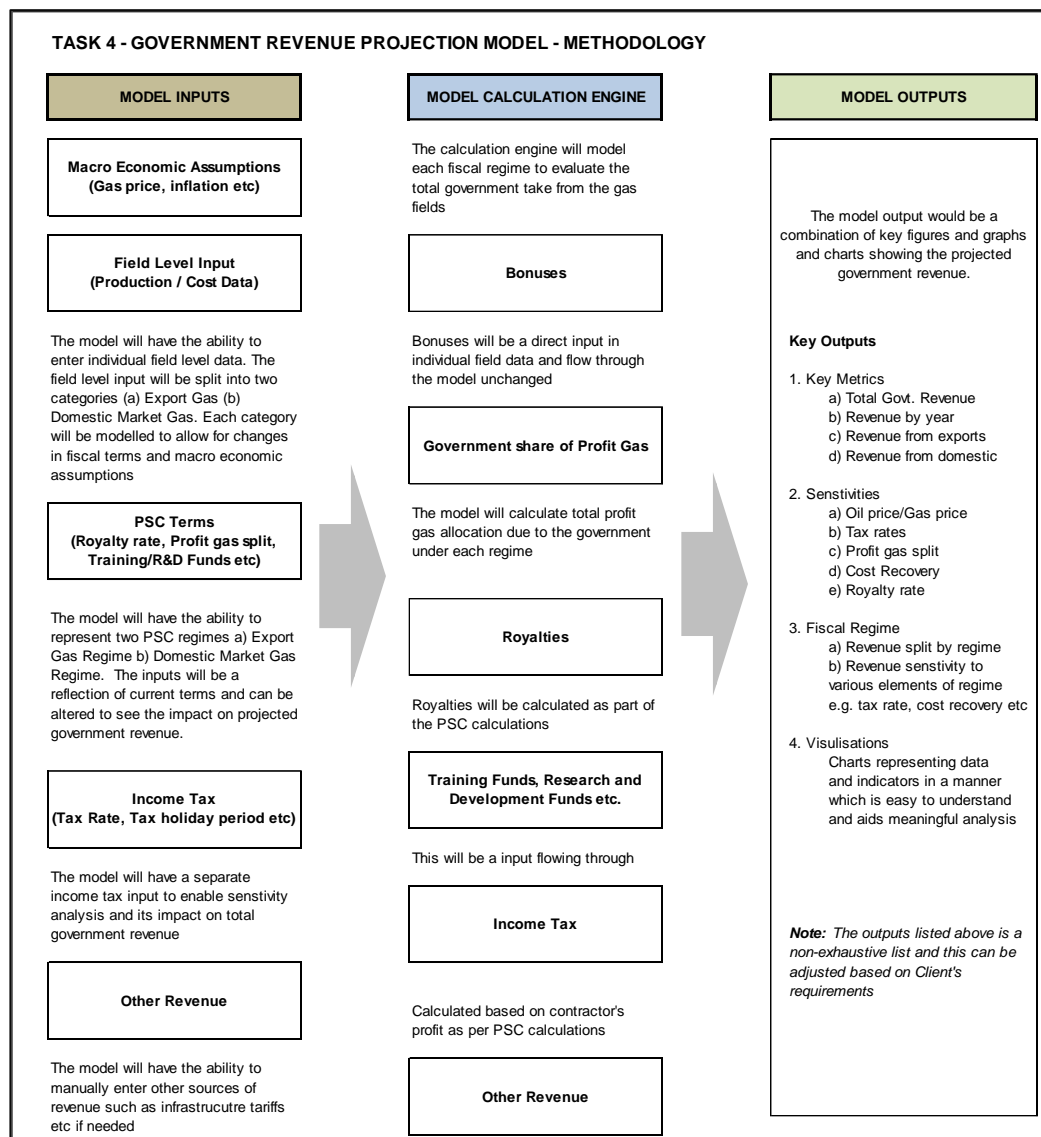 TASK 4 - GOVERNMENT REVENUE PROJECTION MODEL - METHODOLOGY
MODEL INPUTS
Macro Economic Assumptions
(Gas price, inflation etc)
Field Level Input
(Production / Cost Data)
The model will have the ability to
enter individual field level data. The
field level input will be split into two
categories (a) Export Gas (b)
Domestic Market Gas. Each category
will be modelled to allow for changes
in fiscal terms and macro economic
assumptions
PSC Terms
(Royalty rate, Profit gas split,
Training/R&D Funds etc)
The model will have the ability to
represent two PSC regimes a) Export
Gas Regime b) Domestic Market Gas
Regime.  The inputs will be a
reflection of current terms and can be
altered to see the impact on projected
government revenue.
Income Tax
(Tax Rate, Tax holiday period etc)
The model will have a separate
income tax input to enable senstivity
analysis and its impact on total
government revenue
Other Revenue
The model will have the ability to
manually enter other sources of
revenue such as infrastrucutre tariffs
etc if needed
MODEL CALCULATION ENGINE
The calculation engine will model
each fiscal regime to evaluate the
total government take from the gas
fields
Bonuses
Bonuses will be a direct input in
individual field data and flow through
the model unchanged
Government share of Profit Gas
The model will calculate total profit
gas allocation due to the government
under each regime
Royalties
Royalties will be calculated as part of
the PSC calculations
Training Funds, Research and
Development Funds etc.
This will be a input flowing through
Income Tax
Calculated based on contractor's
profit as per PSC calculations
Other Revenue
MODEL OUTPUTS
The model output would be a
combination of key figures and graphs
and charts showing the projected
government revenue.
Key Outputs
1. Key Metrics
a) Total Govt. Revenue
b) Revenue by year
c) Revenue from exports
d) Revenue from domestic
2. Senstivities
a) Oil price/Gas price
b) Tax rates
c) Profit gas split
d) Cost Recovery
e) Royalty rate
3. Fiscal Regime
a) Revenue split by regime
b) Revenue senstivity to
various elements of regime
e.g. tax rate, cost recovery etc
4. Visulisations
Charts representing data
and indicators in a manner
which is easy to understand
and aids meaningful analysis
Note: The outputs listed above is a
non-exhaustive list and this can be
adjusted based on Client's
requirements